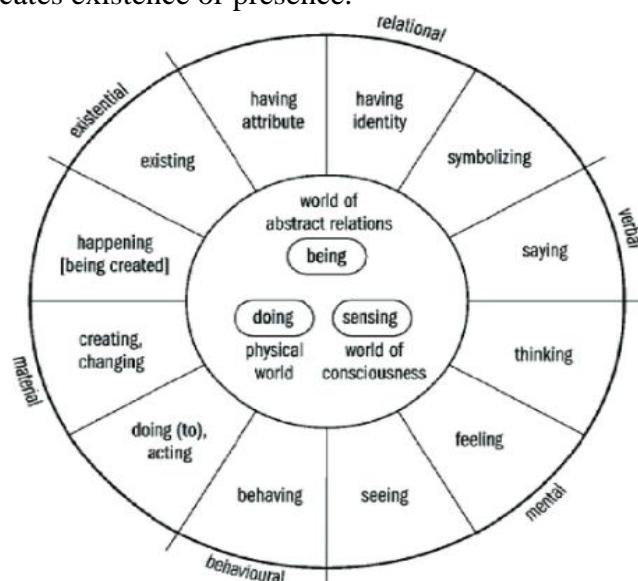 cates existence or presence.
relational
existential
having
attribute
having
identity
existing
symbolizing
verbal
world of
abstract relations
being
happening
[being created]
saying
doing
sensing
physical
world
world of
consciousness
creating,
changing
thinking
material
doing (to),
acting
feeling
behaving
seeing
mental
behavioural